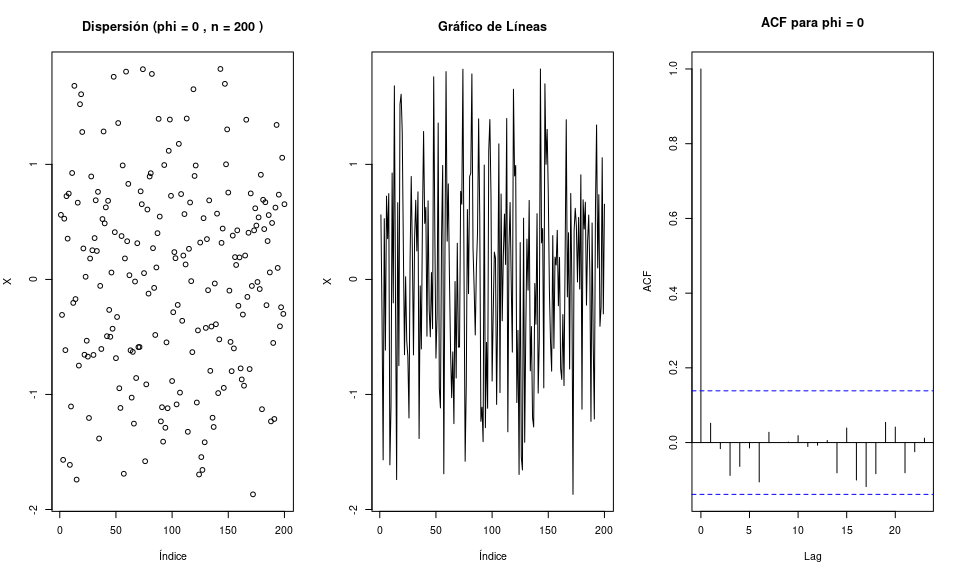 Dispersión (phi = 0 , n = 200 )
X
1
0
-1
-2
0 50 100 150 200
Índice
Gráfico de Líneas
X
1
0
-1
-2
0 50 100 150 200
Índice
ACF para phi = 0
ACF
1.0
0.8
0.6
0.4
0.2
0.0
0 5 10 15 20
Lag